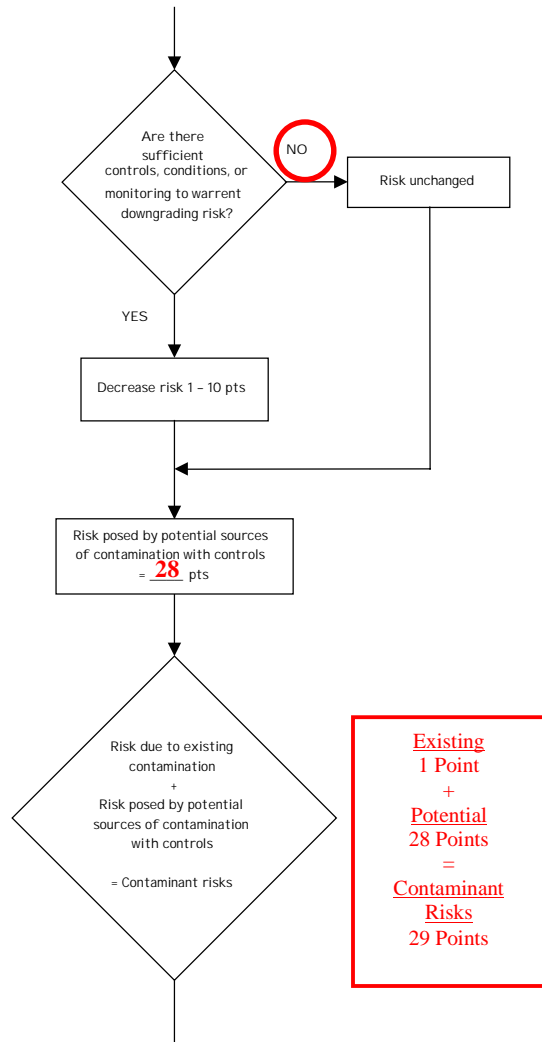 Are there
sufficient
controls, conditions, or
monitoring to warrent
downgrading risk?
NO
Risk unchanged
YES
Decrease risk 1 – 10 pts
Risk posed by potential sources
of contamination with controls
= 28 pts
Risk due to existing
contamination
+
Risk posed by potential
sources of contamination
with controls
= Contaminant risks
Existing
1 Point
+
Potential
28 Points
=
Contaminant
Risks
29 Points